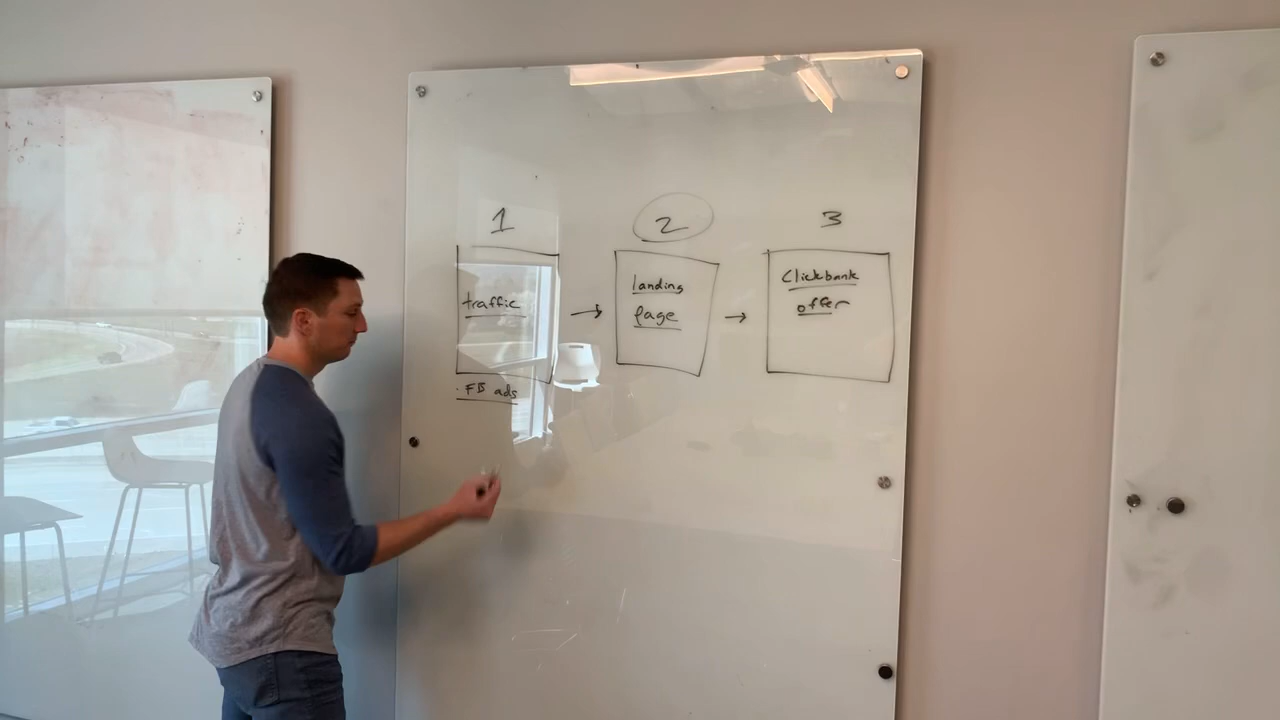 1
traffic
· FB ads
2
landing
page
3
Clickbank
offer